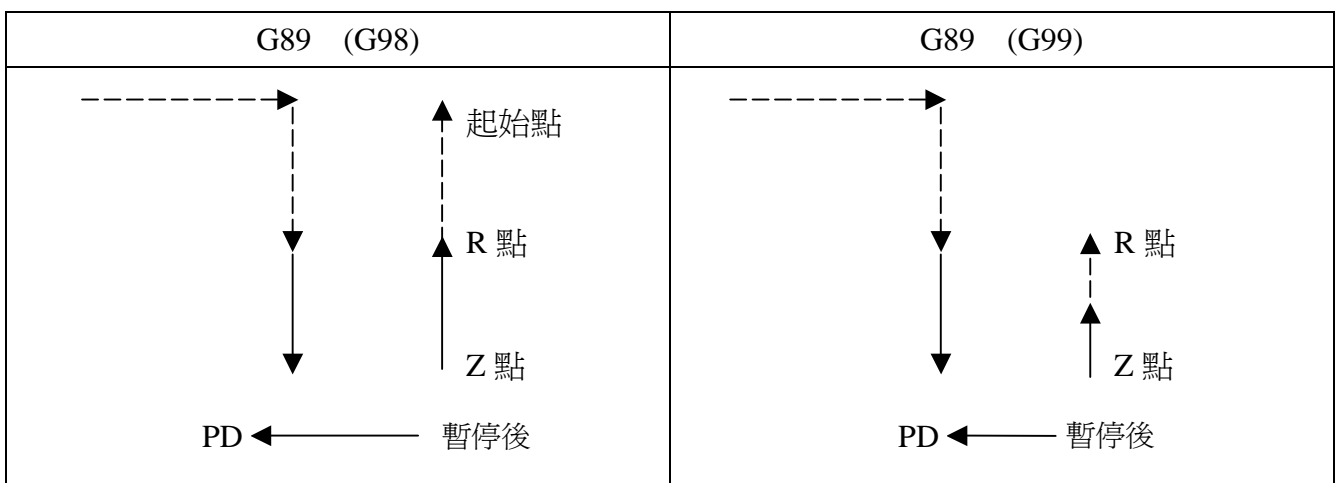 G89 (G98)
G89 (G99)
起始點
R 點
Z 點
PD 暫停後
R 點
Z 點
PD 暫停後